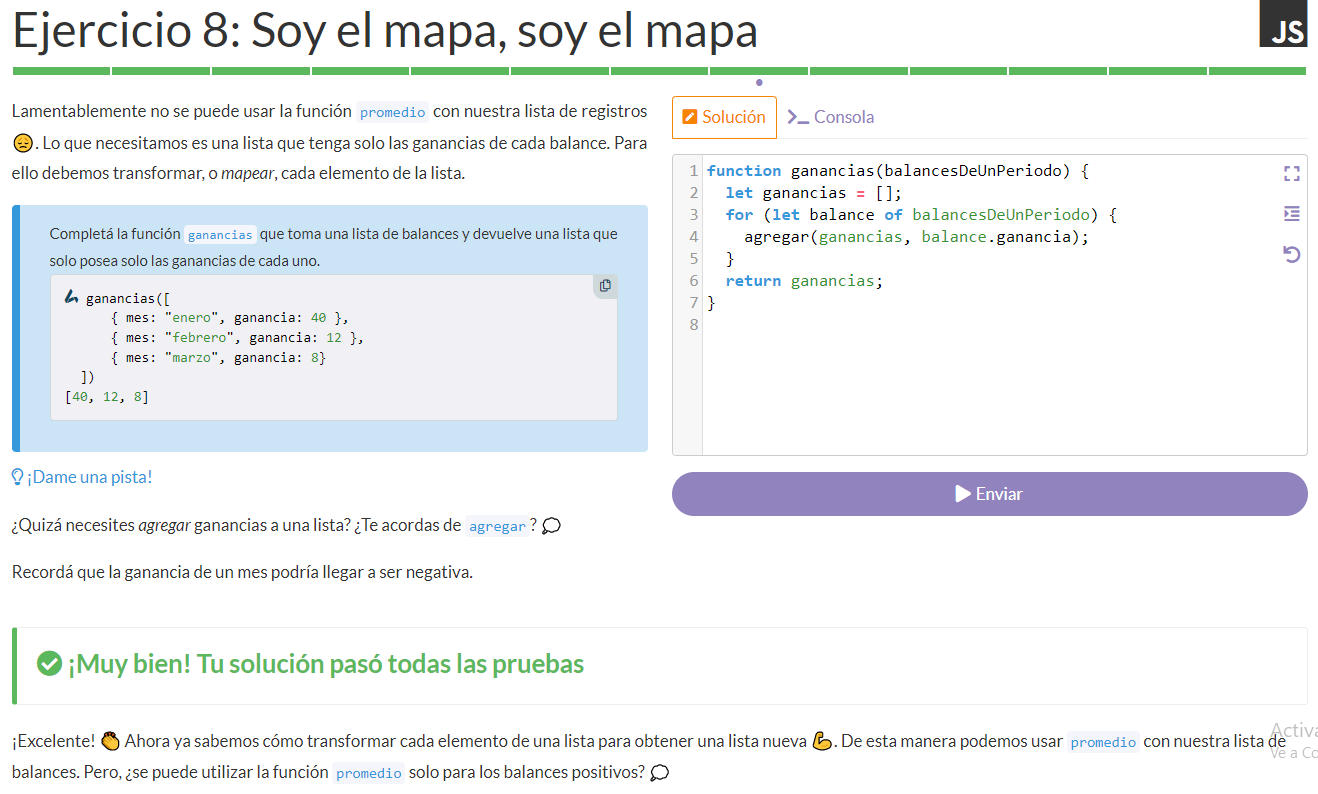 Ejercicio 8: Soy el mapa, soy el mapa
JS
Lamentablemente no se puede usar la función promedio con nuestra lista de registros
😔. Lo que necesitamos es una lista que tenga solo las ganancias de cada balance. Para
ello debemos transformar, o mapear, cada elemento de la lista.
Completá la función ganancias que toma una lista de balances y devuelve una lista que
solo posea solo las ganancias de cada uno.
ganancias([
{ mes: "enero", ganancia: 40 },
{ mes: "febrero", ganancia: 12 },
{ mes: "marzo", ganancia: 8}
])
[40, 12, 8]
¡Dame una pista!
¿Quizá necesites agregar ganancias a una lista? ¿Te acordas de agregar? 💭
Recordá que la ganancia de un mes podría llegar a ser negativa.
Solución
Consola
1 function ganancias(balancesDeUnPeriodo) {
2 let ganancias = [];
3 for (let balance of balancesDeUnPeriodo) {
4 agregar(ganancias, balance.ganancia);
5 }
6 return ganancias;
7 }
8
Enviar
¡Muy bien! Tu solución pasó todas las pruebas
¡Excelente! 👏 Ahora ya sabemos cómo transformar cada elemento de una lista para obtener una lista nueva 💪. De esta manera podemos usar promedio con nuestra lista de
balances. Pero, ¿se puede utilizar la función promedio solo para los balances positivos? 💭
Activa
Ve a Co